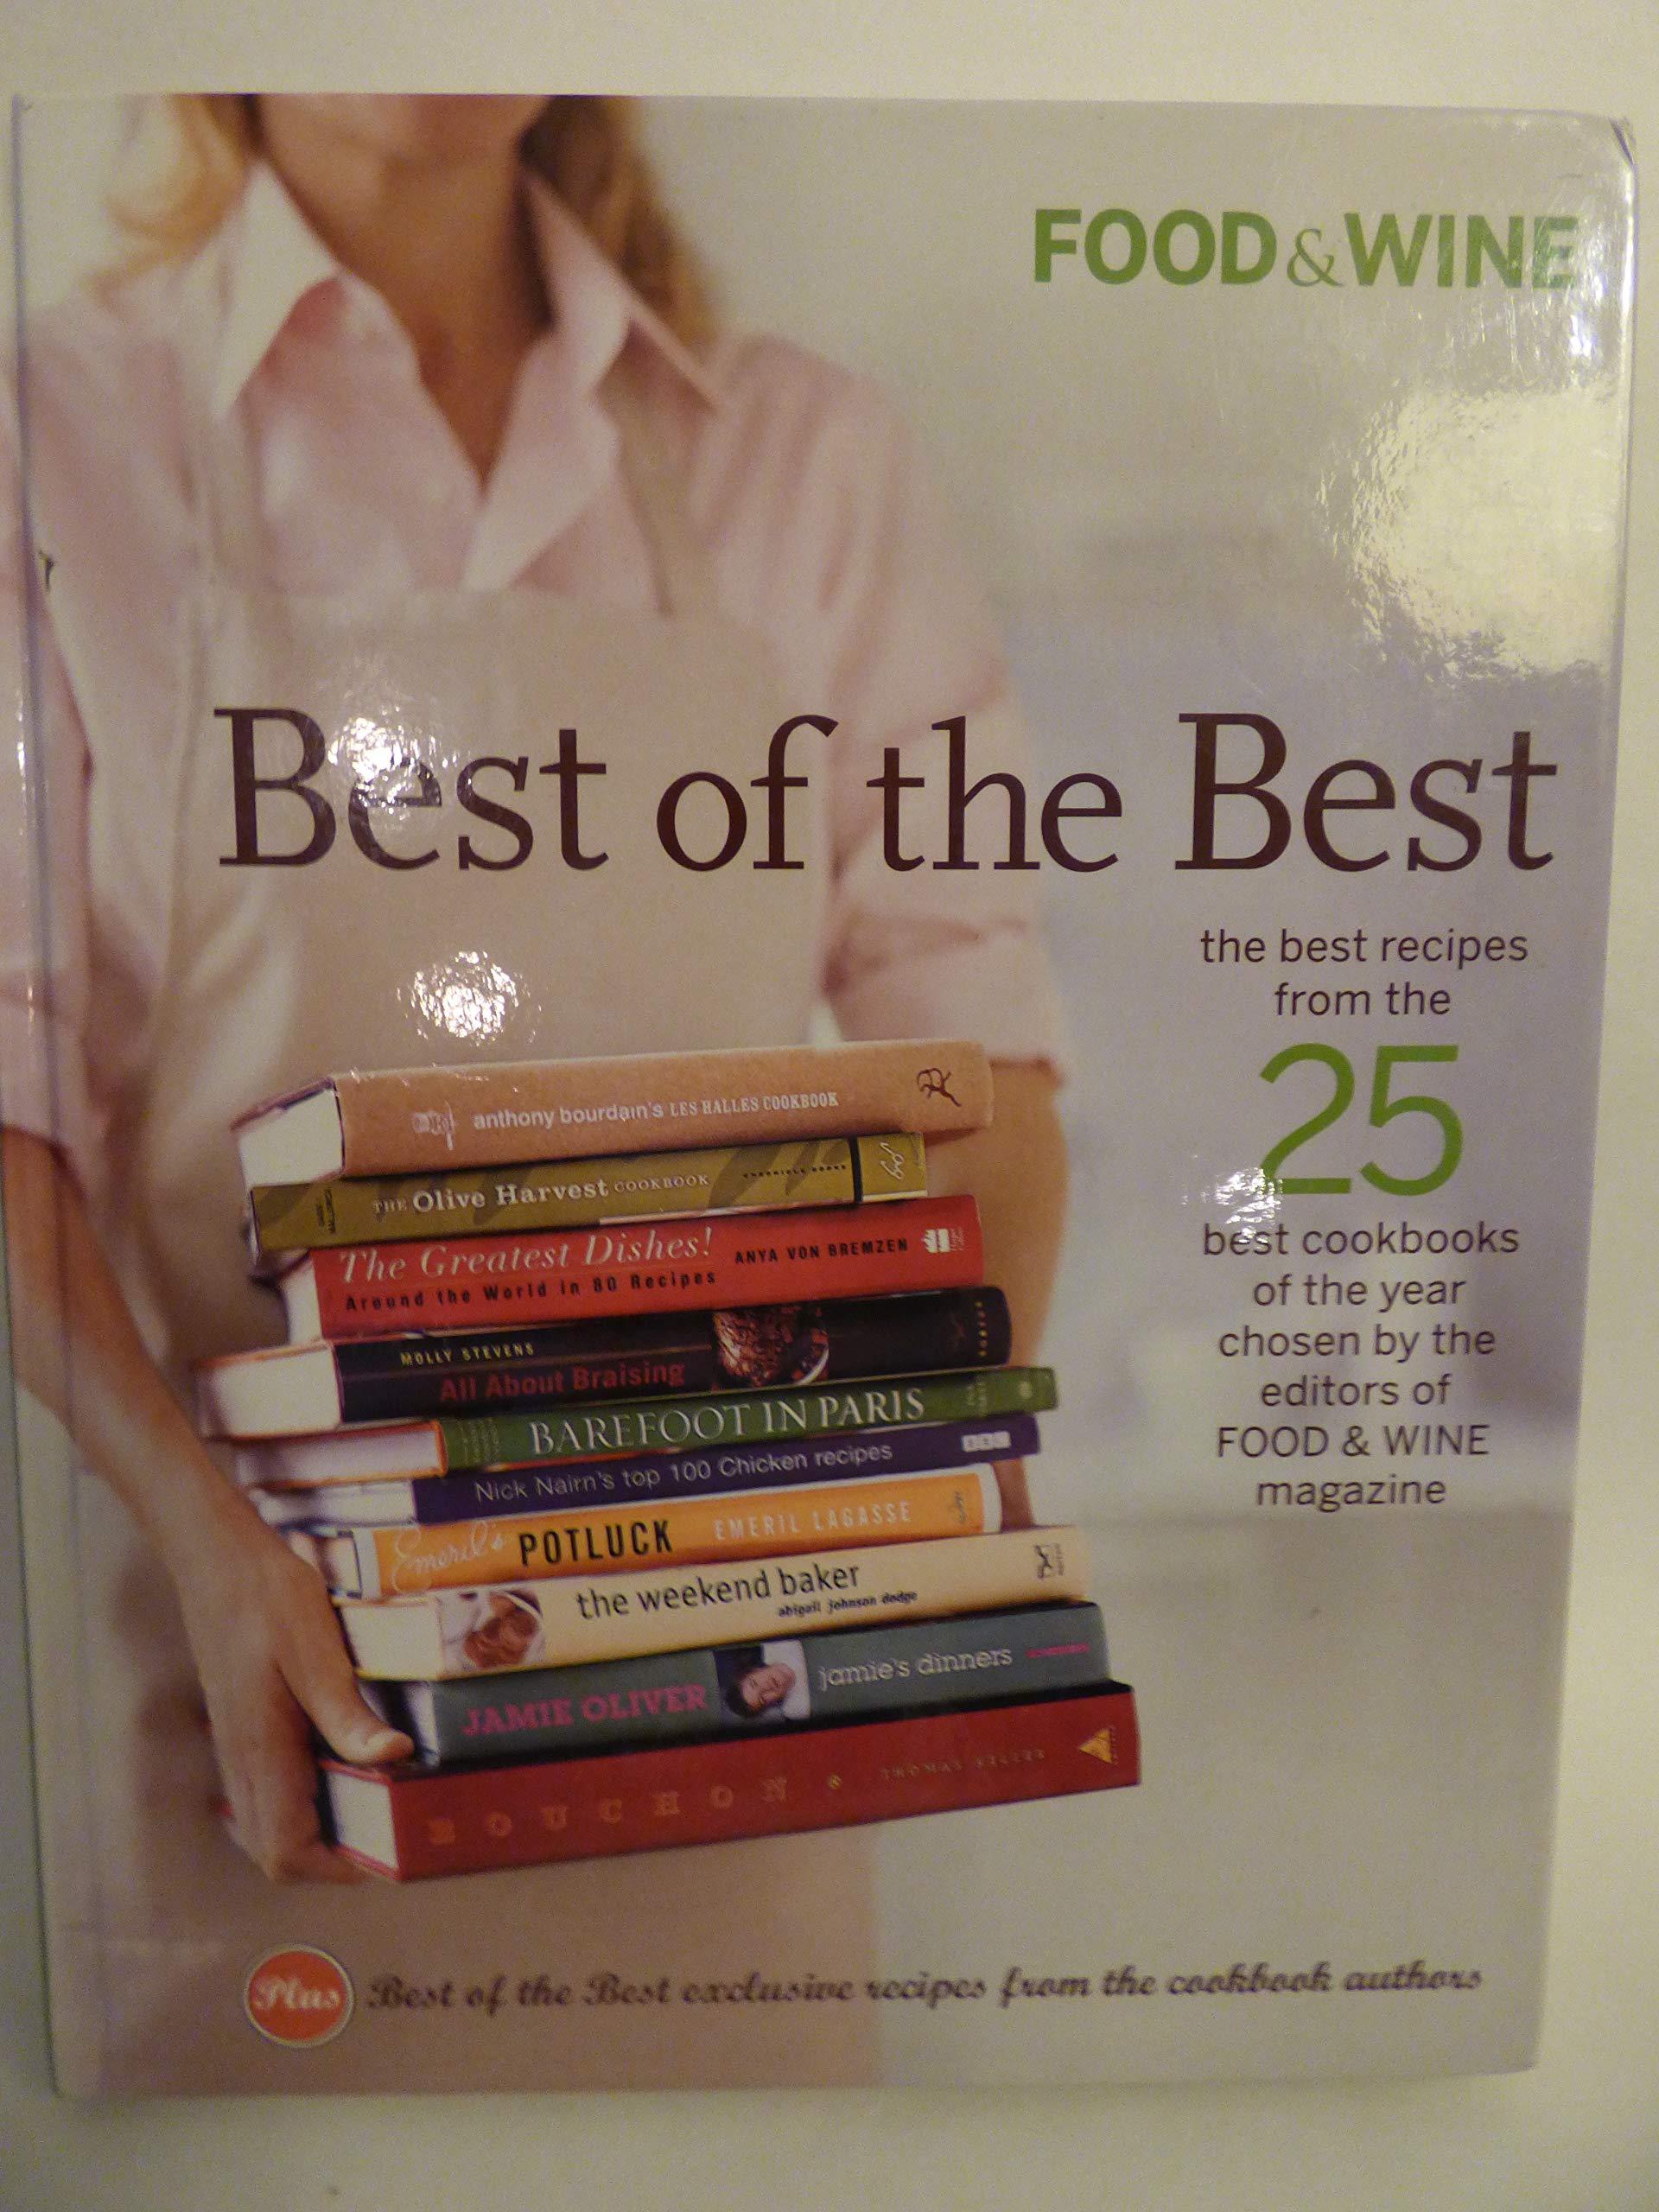 FOOD & WINE
Best of the Best
the best recipes
from the
25
best cookbooks
of the year
chosen by the
editors of
FOOD & WINE
magazine
anthony bourdain's LES HALLES COOKBOOK
THE Olive Harvest COOKBOOK CHRONICLE BOOKS
The Greatest Dishes! ANYA VON BREMZEN
Around the World in 80 Recipes
MOLLY STEVENS
All About Braising NORTON
BAREFOOT IN PARIS
Nick Nairn's top 100 Chicken recipes BBC
Emeril's POTLUCK EMERIL LAGASSE
the weekend baker
abigail johnson dodge
JAMIE OLIVER jamie's dinners
BOUCHON THOMAS KELLER
Plus Best of the Best exclusive recipes from the cookbook authors